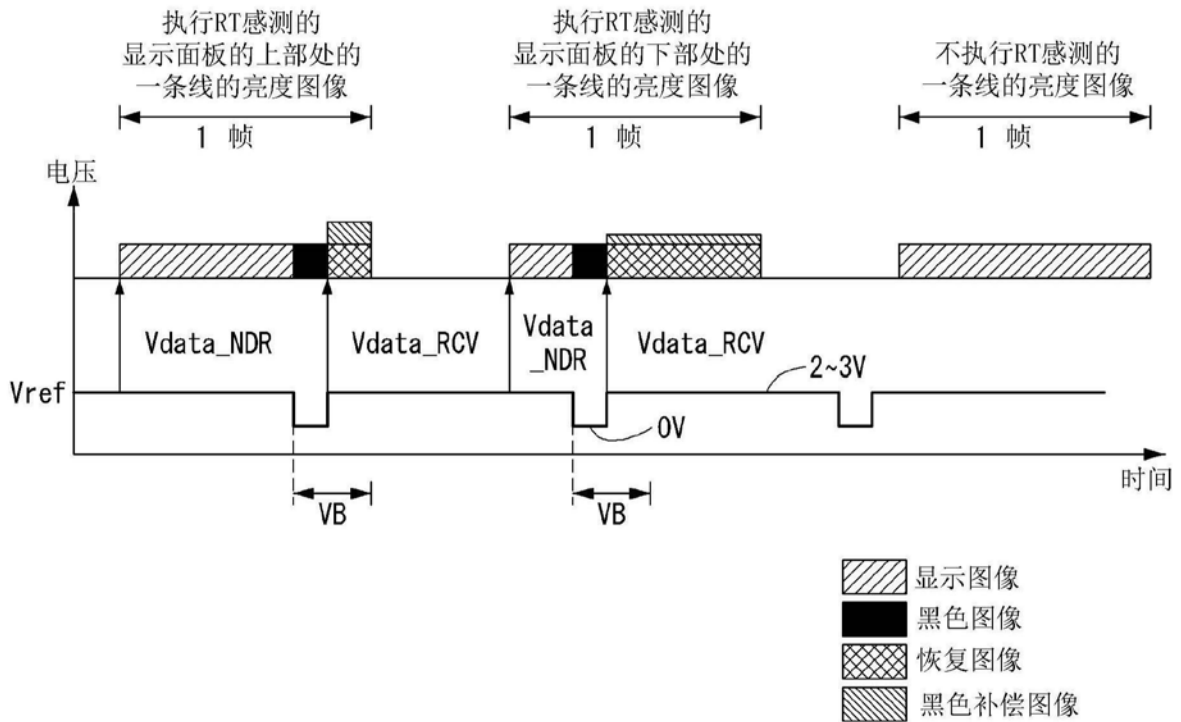 执行RT感测的
显示面板的上部处的
一条线的亮度图像
1 帧
执行RT感测的
显示面板的下部处的
一条线的亮度图像
1 帧
不执行RT感测的
一条线的亮度图像
1 帧
电压
Vdata_NDR
Vdata_RCV
Vdata
_NDR
Vdata_RCV
2~3V
Vref
0V
时间
VB
VB
显示图像
黑色图像
恢复图像
黑色补偿图像